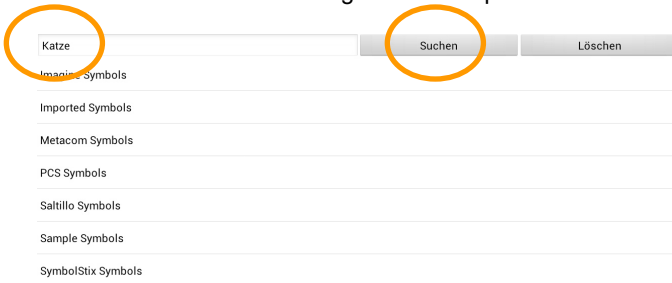 Katze Suchen Löschen
Imagine Symbols
Imported Symbols
Metacom Symbols
PCS Symbols
Saltillo Symbols
Sample Symbols
SymbolStix Symbols